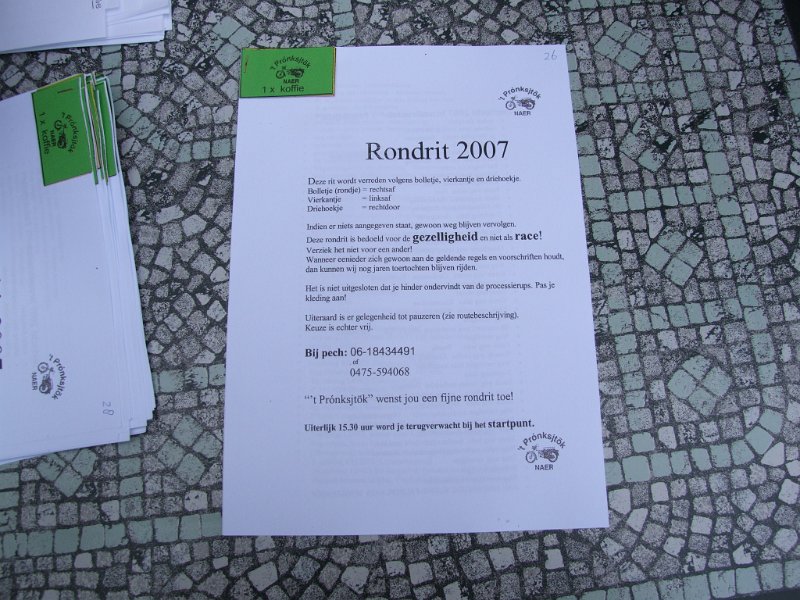 28
't Prónksjtök
NAER
1 x koffie
't Prónksjtök
NAER
28
't Prónksjtök
NAER
1 x koffie
26
't Prónksjtök
NAER
Rondrit 2007
Deze rit words verreden volgens bolletje, vierkantje en driehoekje.
Bolletje (rondje) = rechtsaf
Vierkantje = linksaf
Driehoekje = rechtdoor
Indien er niets aangegeven staat, gewoon weg blijven vervolgen.
Deze rondrit is bedoeld voor de gezelligheid en niet als race!
Verziek het niet voor een ander!
Wanneer eenieder zich gewoon aan de geldende regels en voorschriften houdt,
dan kunnen wij nog jaren toertochten blijven rijden.
Het is niet uitgesloten dat je hinder ondervindt van de processierups. Pas je
kleding aan!
Uiteraard is er gelegenheid tot pauzeren (zie routebeschrijving).
Keuze is echter vrij.
Bij pech: 06-18434491
of
0475-594068
“'t Prónksjtök” wenst jou een fijne rondrit toe!
Uiterlijk 15.30 uur word je terugverwacht bij het startpunt.
't Prónksjtök
NAER